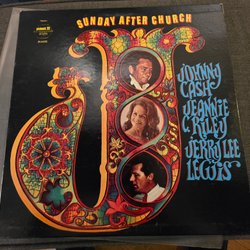 SUNDAY AFTER CHURCH
JOHNNY
CASH
JEANNIE
C RILEY
JERRY LEE
LEWIS